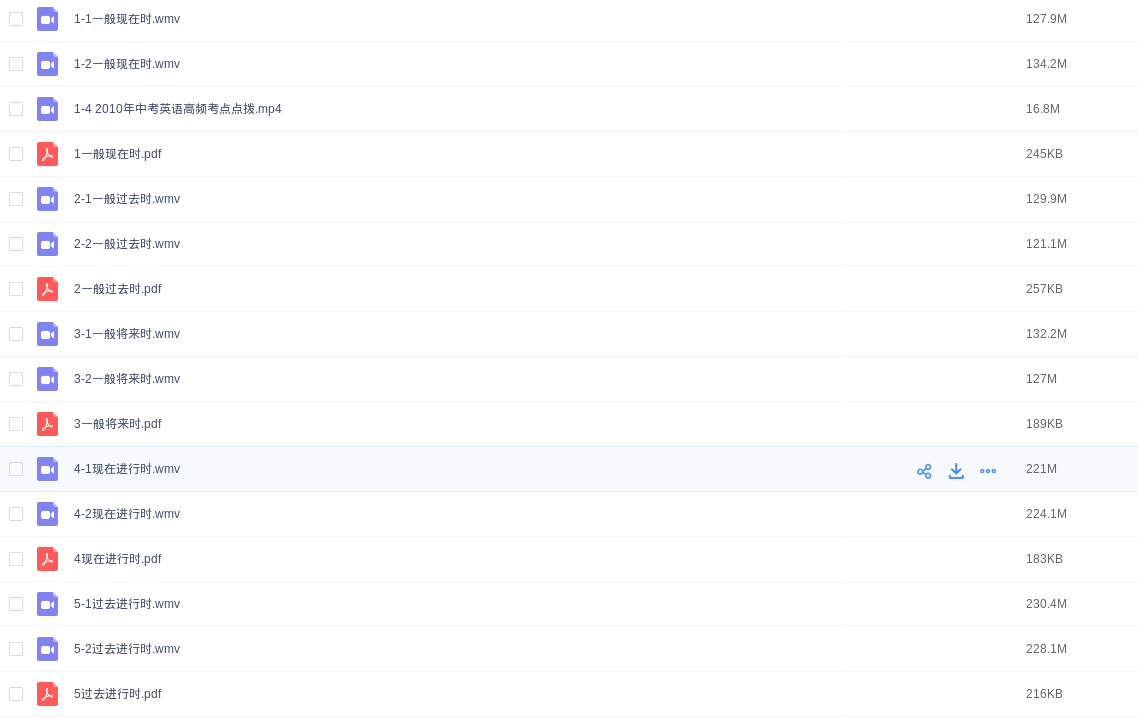 1-1一般现在时.wmv 127.9M
1-2一般现在时.wmv 134.2M
1-4 2010年中考英语高频考点点拨.mp4 16.8M
1一般现在时.pdf 245KB
2-1一般过去时.wmv 129.9M
2-2一般过去时.wmv 121.1M
2一般过去时.pdf 257KB
3-1一般将来时.wmv 132.2M
3-2一般将来时.wmv 127M
3一般将来时.pdf 189KB
4-1现在进行时.wmv 221M
4-2现在进行时.wmv 224.1M
4现在进行时.pdf 183KB
5-1过去进行时.wmv 230.4M
5-2过去进行时.wmv 228.1M
5过去进行时.pdf 216KB